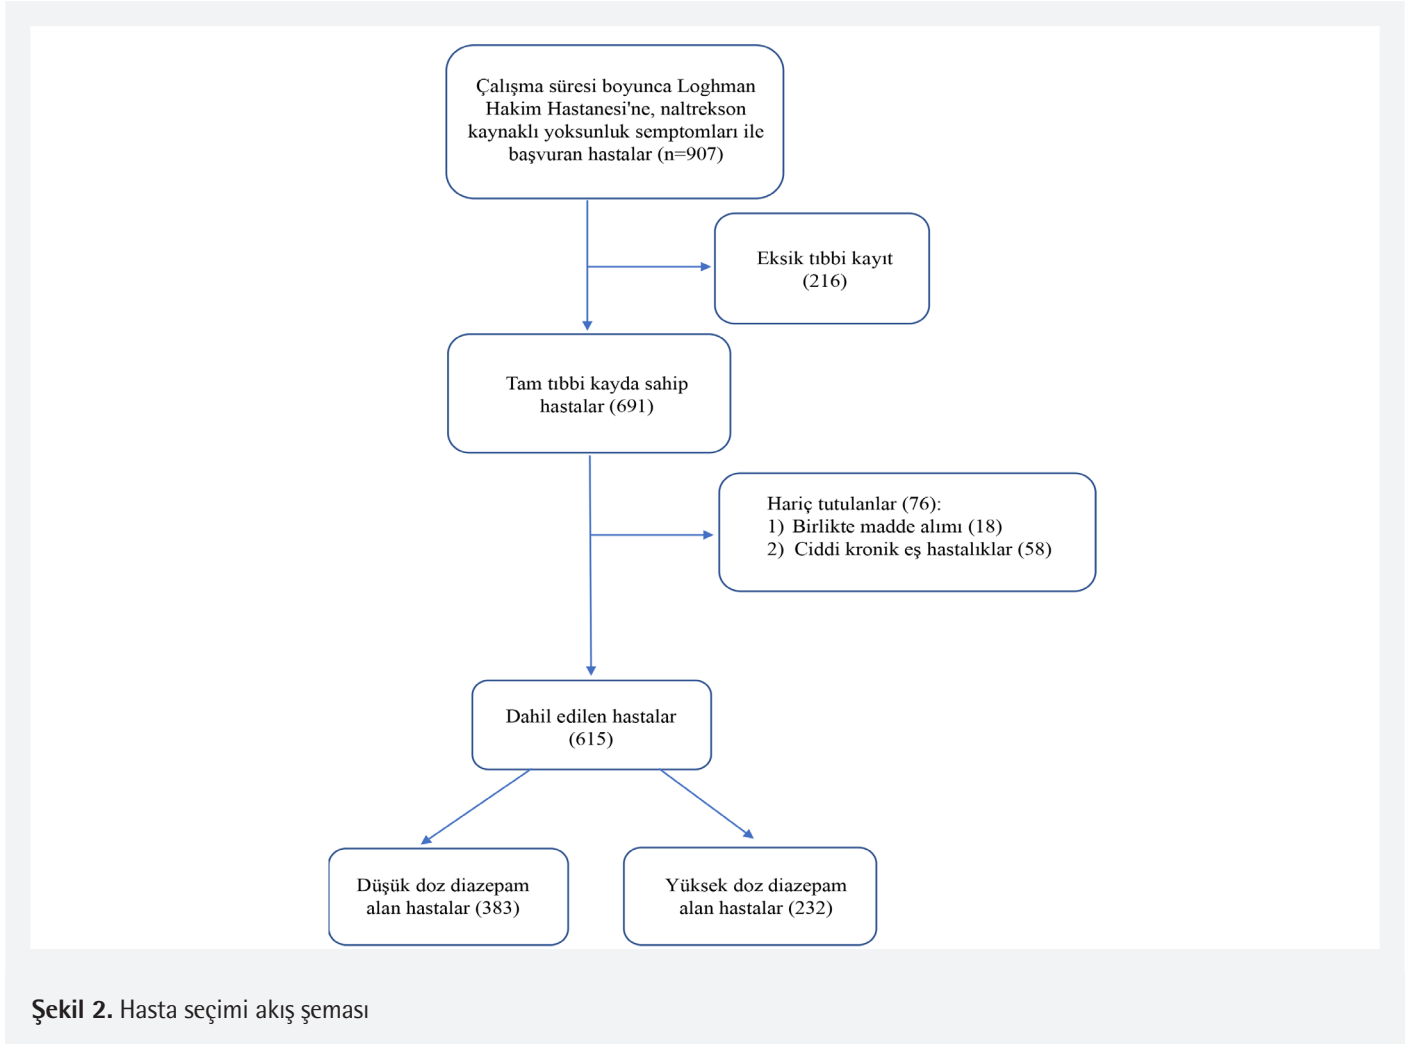 Çalışma süresi boyunca Loghman
Hakim Hastanesi'ne, naltrekson
kaynaklı yoksunluk semptomları ile
başvuran hastalar (n=907)
Eksik tıbbi kayıt
(216)
Tam tıbbi kayda sahip
hastalar (691)
Hariç tutulanlar (76):
1) Birlikte madde alımı (18)
2) Ciddi kronik eş hastalıklar (58)
Dahil edilen hastalar
(615)
Düşük doz diazepam
alan hastalar (383)
Yüksek doz diazepam
alan hastalar (232)
Şekil 2. Hasta seçimi akış şeması